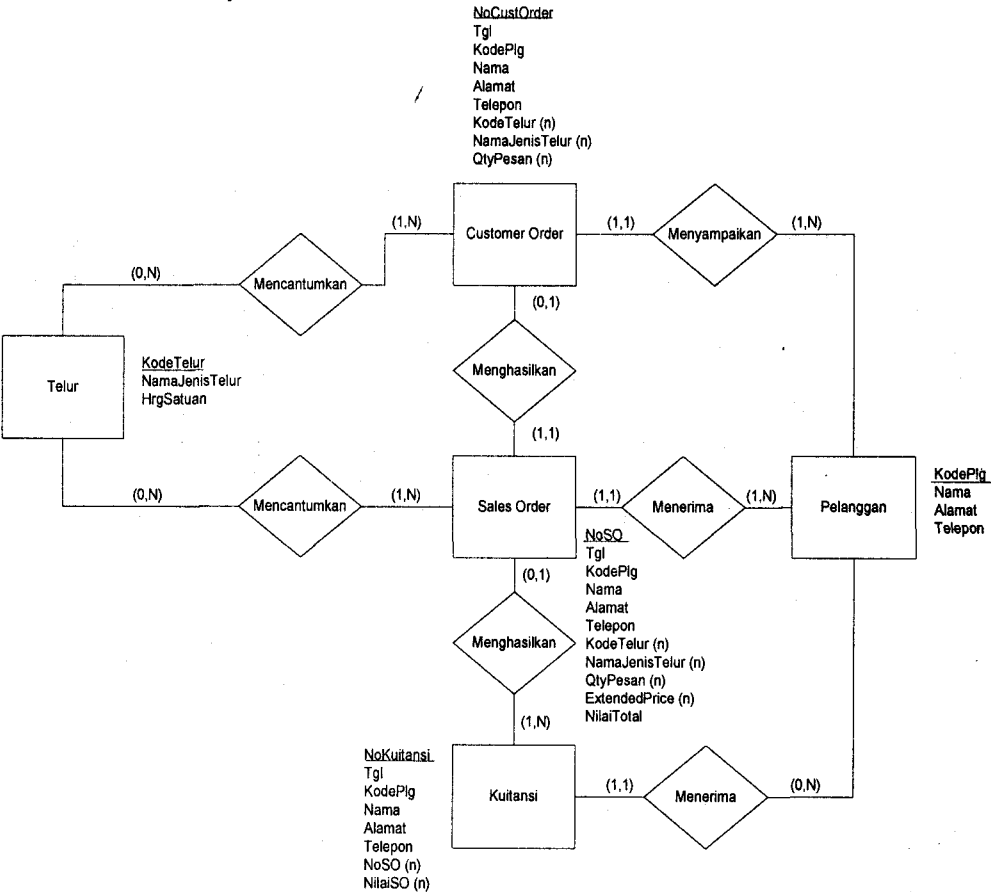 NoCustOrder
Tgl
KodePlg
Nama
Alamat
Telepon
KodeTelur (n)
NamaJenisTelur (n)
QtyPesan (n)
(1,N)
Customer Order
(1,1)
Menyampaikan
(1,N)
(0,N)
Mencantumkan
(0,1)
Telur
KodeTelur
NamaJenisTelur
HrgSatuan
Menghasilkan
(1,1)
(0,N)
Mencantumkan
(1,N)
Sales Order
(1,1)
Menerima
(1,N)
Pelanggan
KodePlg
Nama
Alamat
Telepon
NoSO
Tgl
KodePlg
Nama
Alamat
Telepon
KodeTelur (n)
NamaJenisTelur (n)
QtyPesan (n)
ExtendedPrice (n)
NilaiTotal
(0,1)
Menghasilkan
(1,N)
NoKuitansi
Tgl
KodePlg
Nama
Alamat
Telepon
NoSO (n)
NilaiSO (n)
Kuitansi
(1,1)
Menerima
(0,N)